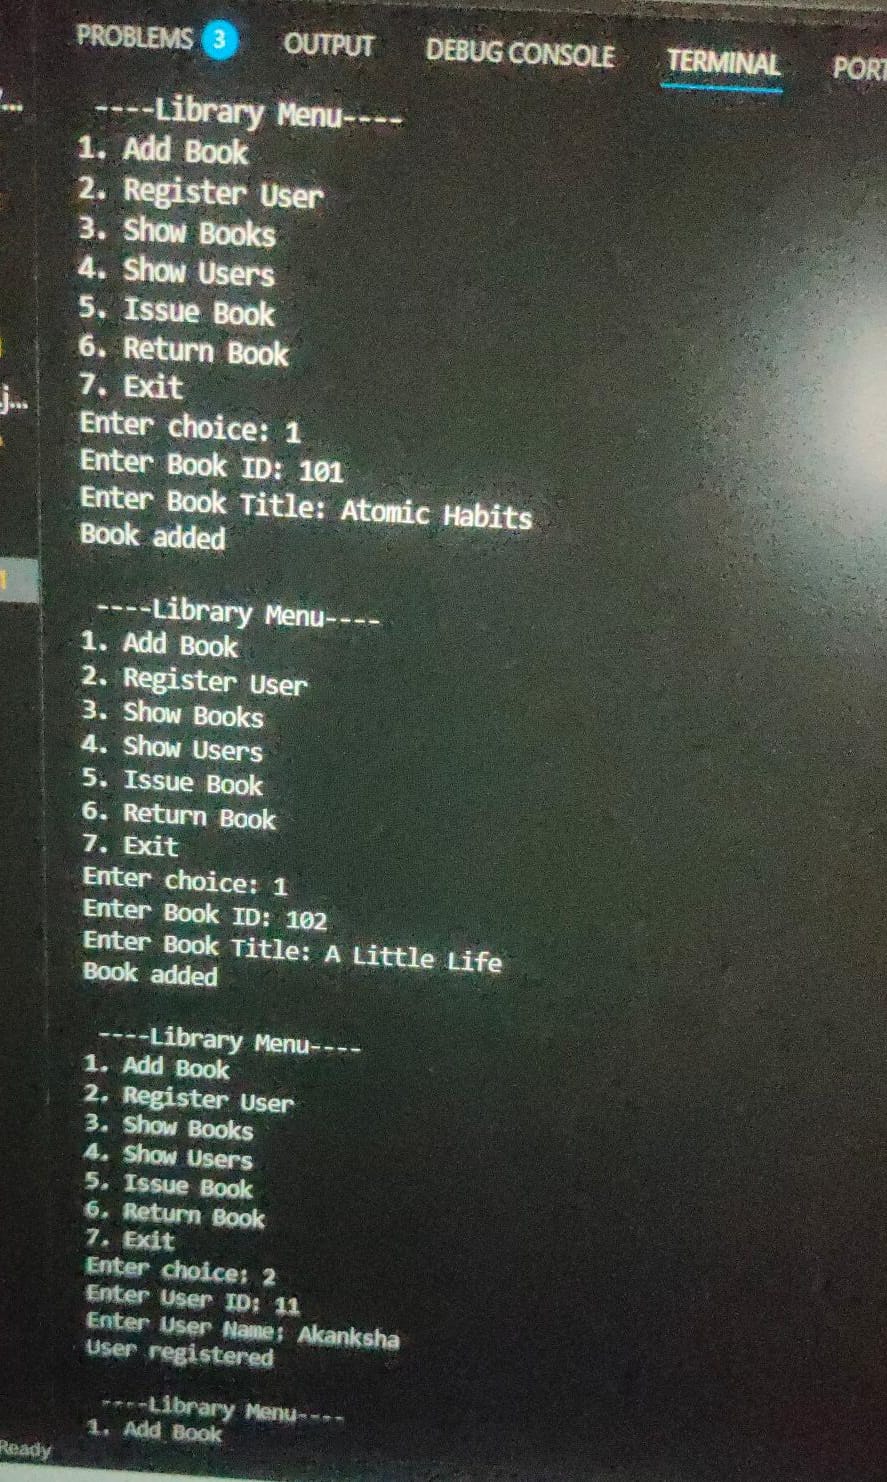 PROBLEMS 3 OUTPUT DEBUG CONSOLE TERMINAL PORT
----Library Menu----
1. Add Book
2. Register User
3. Show Books
4. Show Users
5. Issue Book
6. Return Book
7. Exit
Enter choice: 1
Enter Book ID: 101
Enter Book Title: Atomic Habits
Book added
----Library Menu----
1. Add Book
2. Register User
3. Show Books
4. Show Users
5. Issue Book
6. Return Book
7. Exit
Enter choice: 1
Enter Book ID: 102
Enter Book Title: A Little Life
Book added
----Library Menu----
1. Add Book
2. Register User
3. Show Books
4. Show Users
5. Issue Book
6. Return Book
7. Exit
Enter choice: 2
Enter User ID: 11
Enter User Name: Akanksha
User registered
----Library Menu----
1. Add Book
Ready